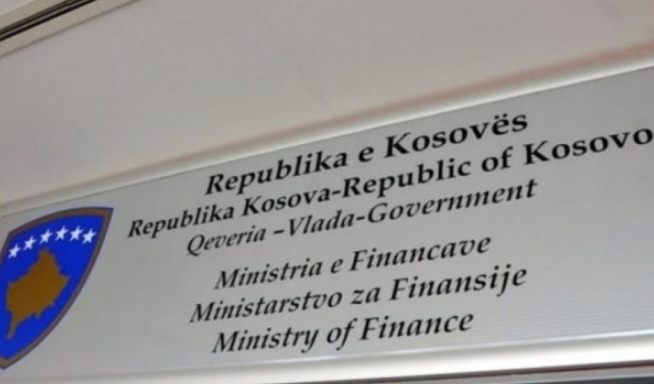 Republika e Kosovës
Republika Kosova-Republic of Kosovo
Qeveria –Vlada-Government
Ministria e Financave
Ministarstvo za Finansije
Ministry of Finance